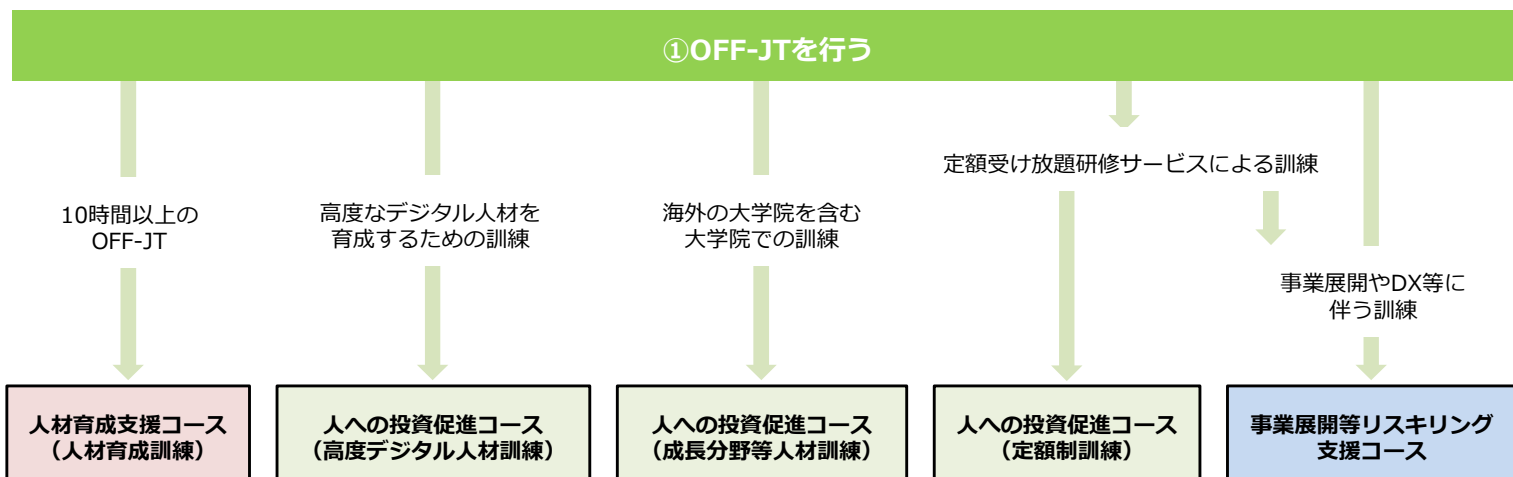 ①OFF-JTを行う
定額受け放題研修サービスによる訓練
10時間以上の
OFF-JT
高度なデジタル人材を
育成するための訓練
海外の大学院を含む
大学院での訓練
事業展開やDX等に
伴う訓練
人材育成支援コース
（人材育成訓練）
人への投資促進コース
（高度デジタル人材訓練）
人への投資促進コース
（成長分野等人材訓練）
人への投資促進コース
（定額制訓練）
事業展開等リスキリング
支援コース